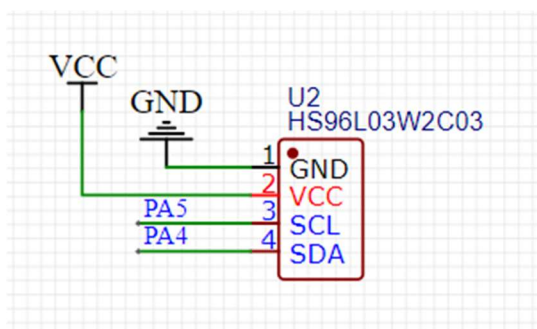 VCC
GND
U2
HS96L03W2C03
1
GND
2
VCC
PA5
3
SCL
PA4
4
SDA